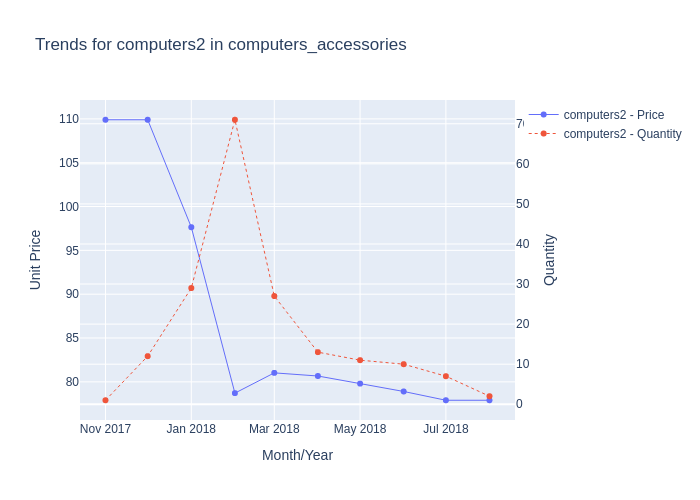 Trends for computers2 in computers_accessories
computers2 - Price
computers2 - Quantity
110
105
100
95
90
85
80
Unit Price
60
50
40
30
20
10
0
Quantity
Nov 2017
Jan 2018
Mar 2018
May 2018
Jul 2018
Month/Year